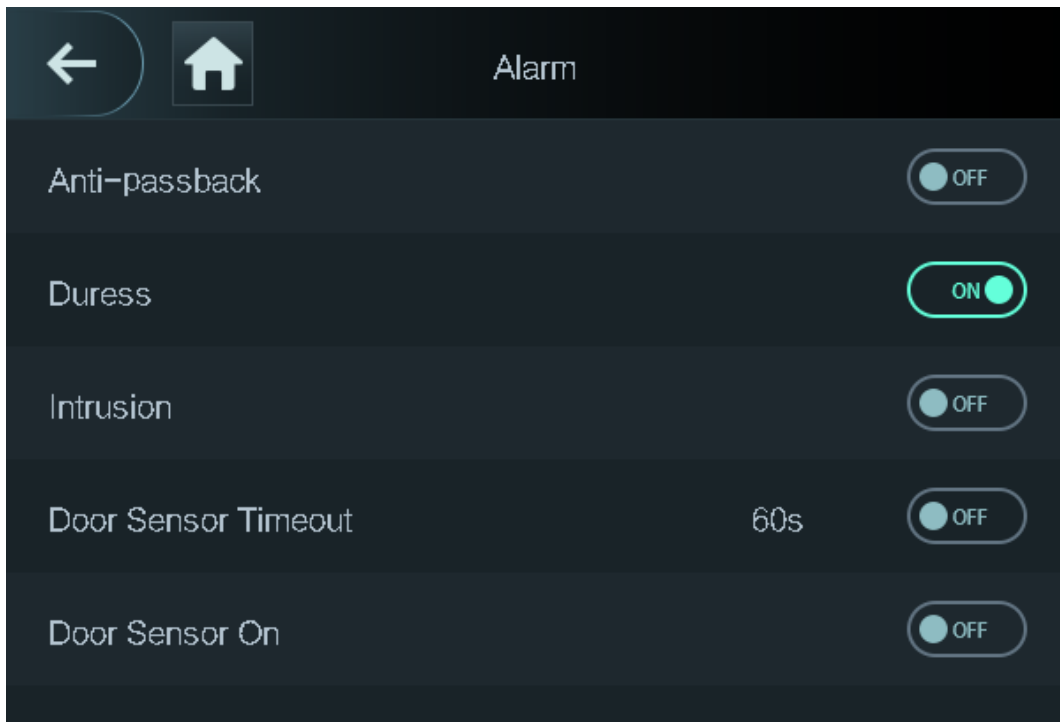 Alarm
Anti-passback OFF
Duress ON
Intrusion OFF
Door Sensor Timeout 60s OFF
Door Sensor On OFF